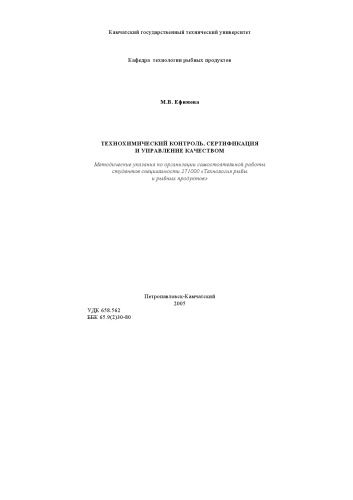 Камчатский государственный технический университет
Кафедра технологии рыбных продуктов
М.В. Ефимова
ТЕХНОХИМИЧЕСКИЙ КОНТРОЛЬ, СЕРТИФИКАЦИЯ
И УПРАВЛЕНИЕ КАЧЕСТВОМ
Методические указания по организации самостоятельной работы
студентов специальности 271000 «Технология рыбы
и рыбных продуктов»
Петропавловск-Камчатский
2005
УДК 658.562
ББК 65.9(2)30-80